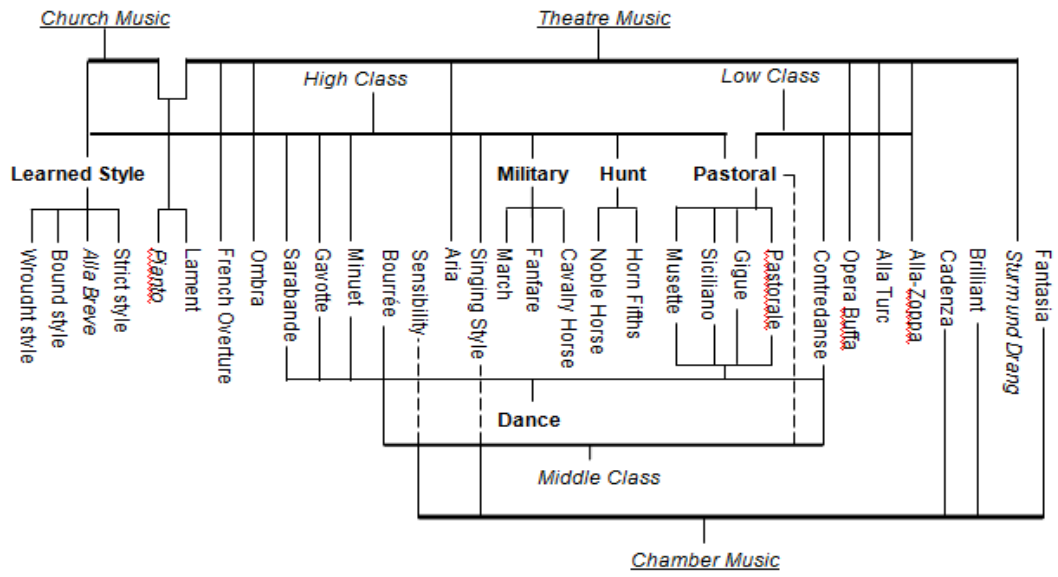 Church Music
Theatre Music
High Class
Low Class
Learned Style
Military
Hunt
Pastoral
Wrought style
Bound style
Alla Breve
Strict style
Pianto
Lament
French Overture
Ombra
Sarabande
Gavotte
Minuet
Bourrée
Sensibility
Aria
Singing Style
March
Fanfare
Cavalry Horse
Noble Horse
Horn Fifths
Musette
Siciliano
Gigue
Pastorale
Contredanse
Opera Buffa
Alla Turc
Alla-Zoppa
Cadenza
Brilliant
Sturm und Drang
Fantasia
Dance
Middle Class
Chamber Music